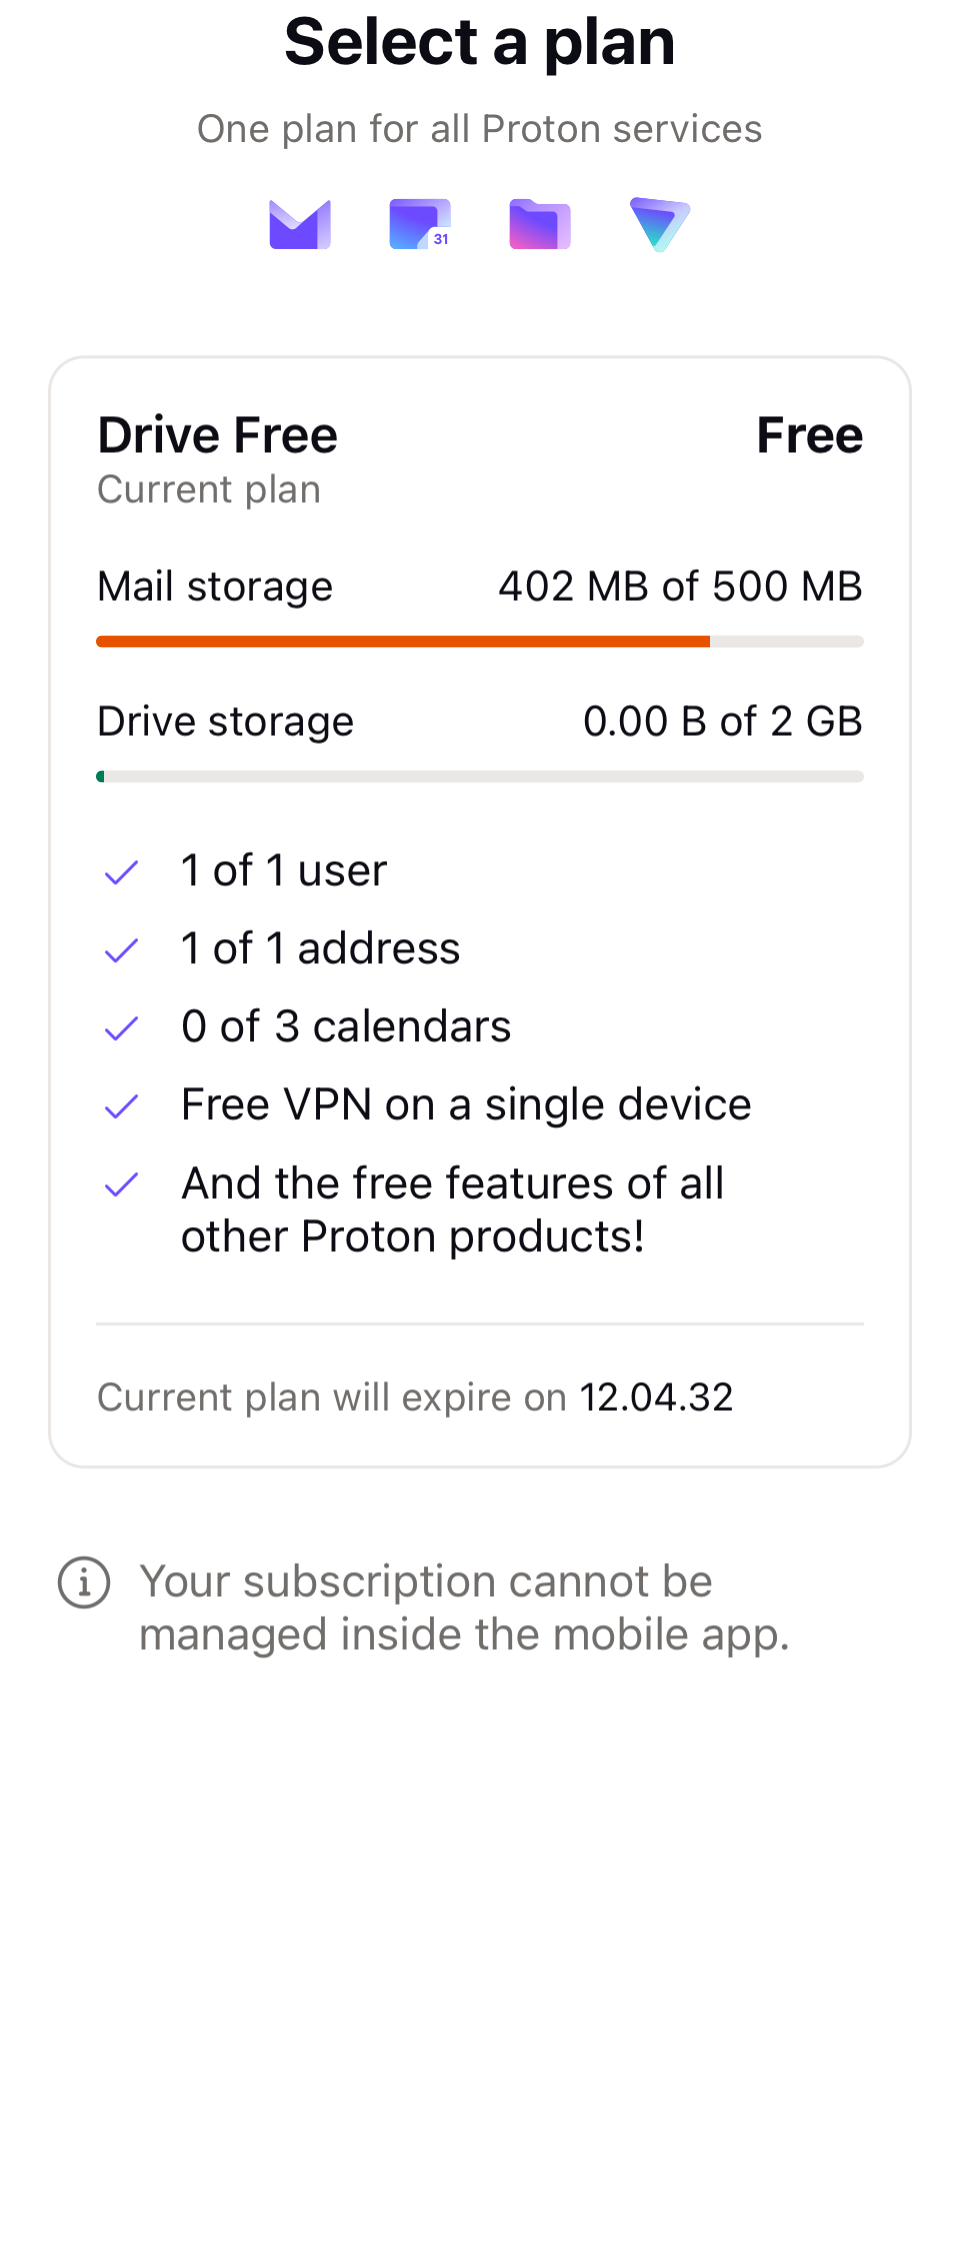 Select a plan
One plan for all Proton services
31
Drive Free Free
Current plan
Mail storage 402 MB of 500 MB
Drive storage 0.00 B of 2 GB
1 of 1 user
1 of 1 address
0 of 3 calendars
Free VPN on a single device
And the free features of all
other Proton products!
Current plan will expire on 12.04.32
Your subscription cannot be
managed inside the mobile app.